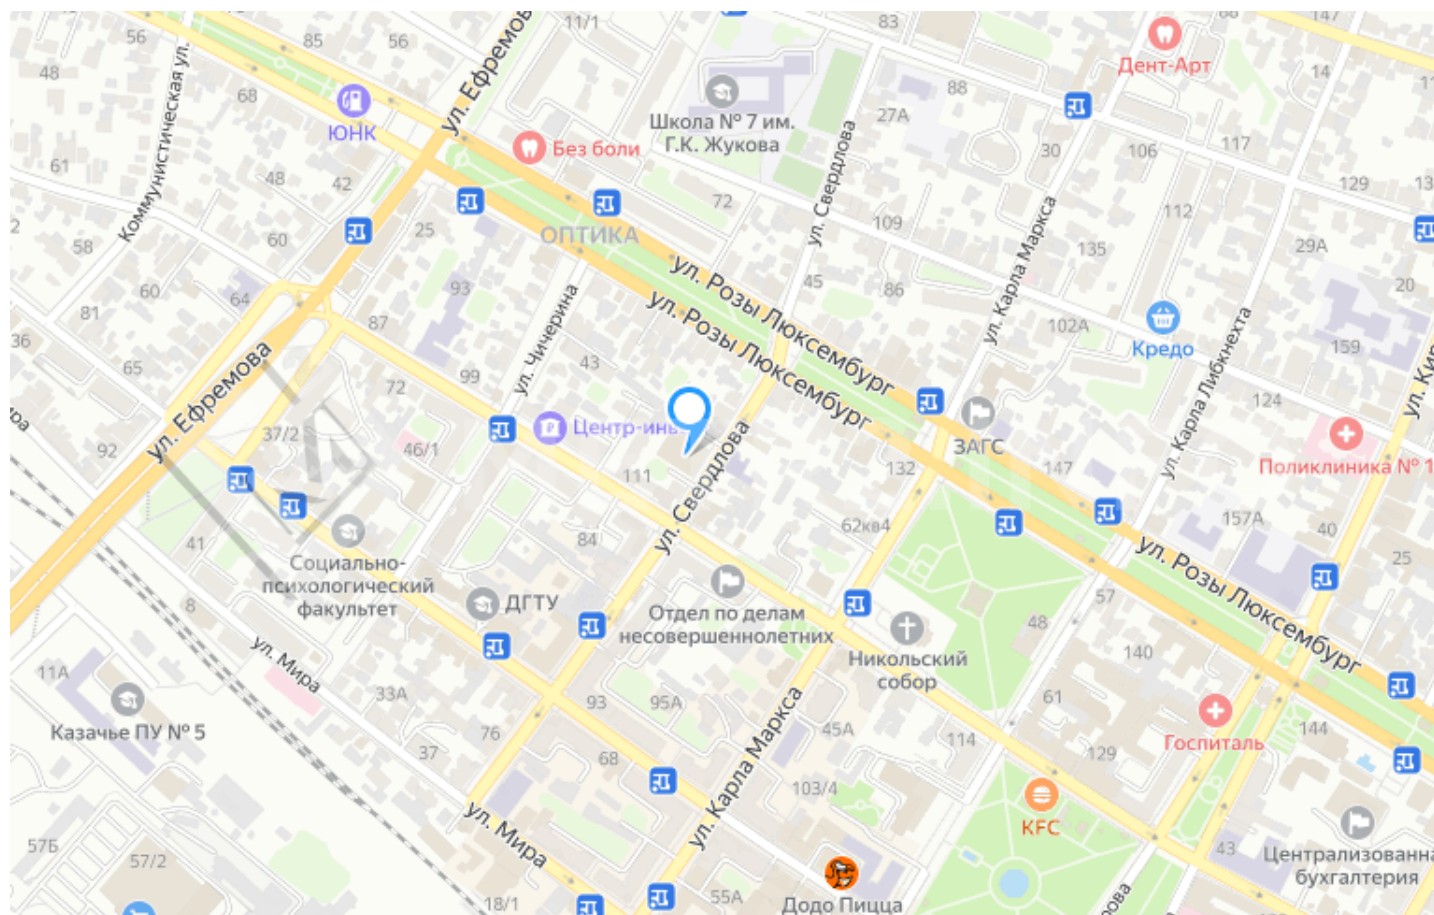 11/1
83
88
147
56
85
56
48
68
ЮНК
ул. Ефремова
Коммунистическая ул.
Школа № 7 им.
Г.К. Жукова
Без боли
Дент-Арт
14
88
27А
117
30
106
129
61
48
42
72
109
112
58
60
25
ОПТИКА
ул. Свердлова
ул. Карла Маркса
135
29А
60
64
93
45
86
20
81
ул. Розы Люксембург
ул. Розы Люксембург
102А
Кредо
159
36
65
87
99
72
43
ул. Чичерина
ул. Карла Либкнехта
124
ул. Ефремова
92
37/2
46/1
Центр-инв
111
ул. Свердлова
132
ЗАГС
147
Поликлиника № 1
41
84
62кв4
157А
40
25
Социально-
психологический
факультет
ДГТУ
Отдел по делам
несовершеннолетних
57
48
ул. Розы Люксембург
8
Никольский
собор
140
11А
ул. Мира
33А
61
Казачье ПУ № 5
93
95А
45А
76
114
129
Госпиталь
144
37
68
ул. Карла Маркса
103/4
KFC
ул. Мира
57Б
57/2
43
Централизованна
бухгалтерия
18/1
55А
Додо Пицца